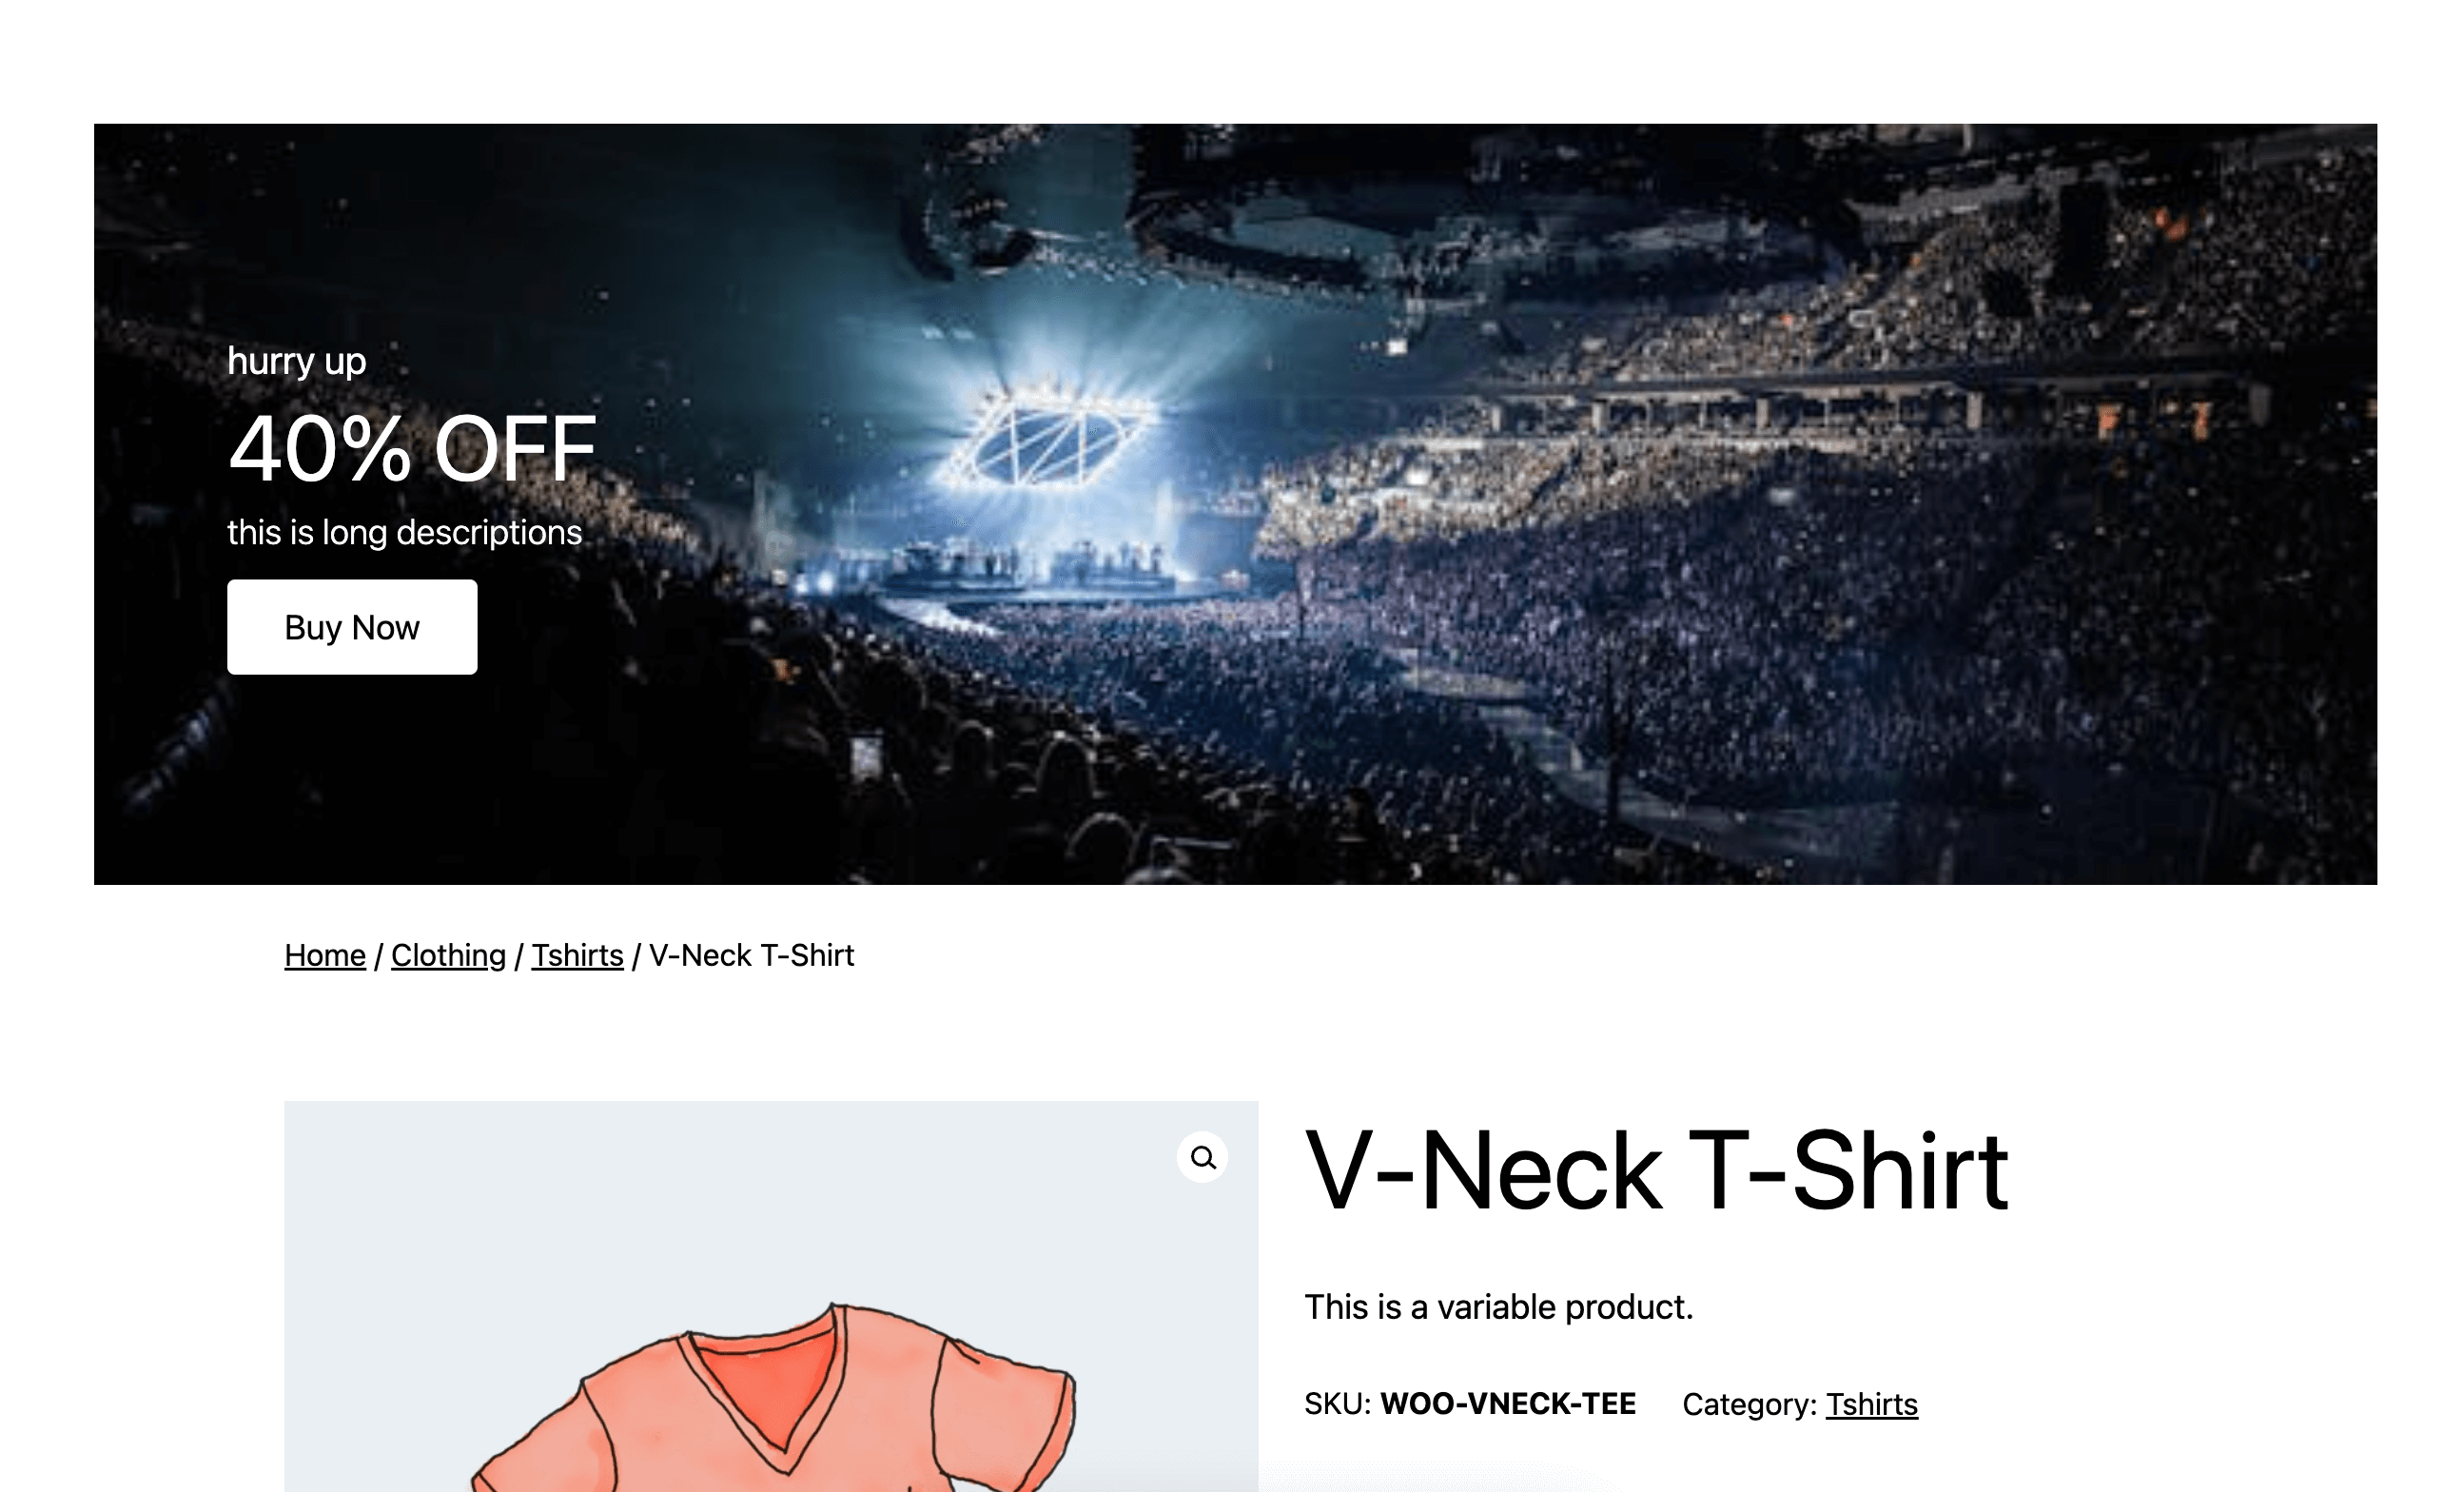 hurry up
40% OFF
this is long descriptions
Buy Now
Home / Clothing / Tshirts / V-Neck T-Shirt
V-Neck T-Shirt
This is a variable product.
SKU: WOO-VNECK-TEE Category: Tshirts